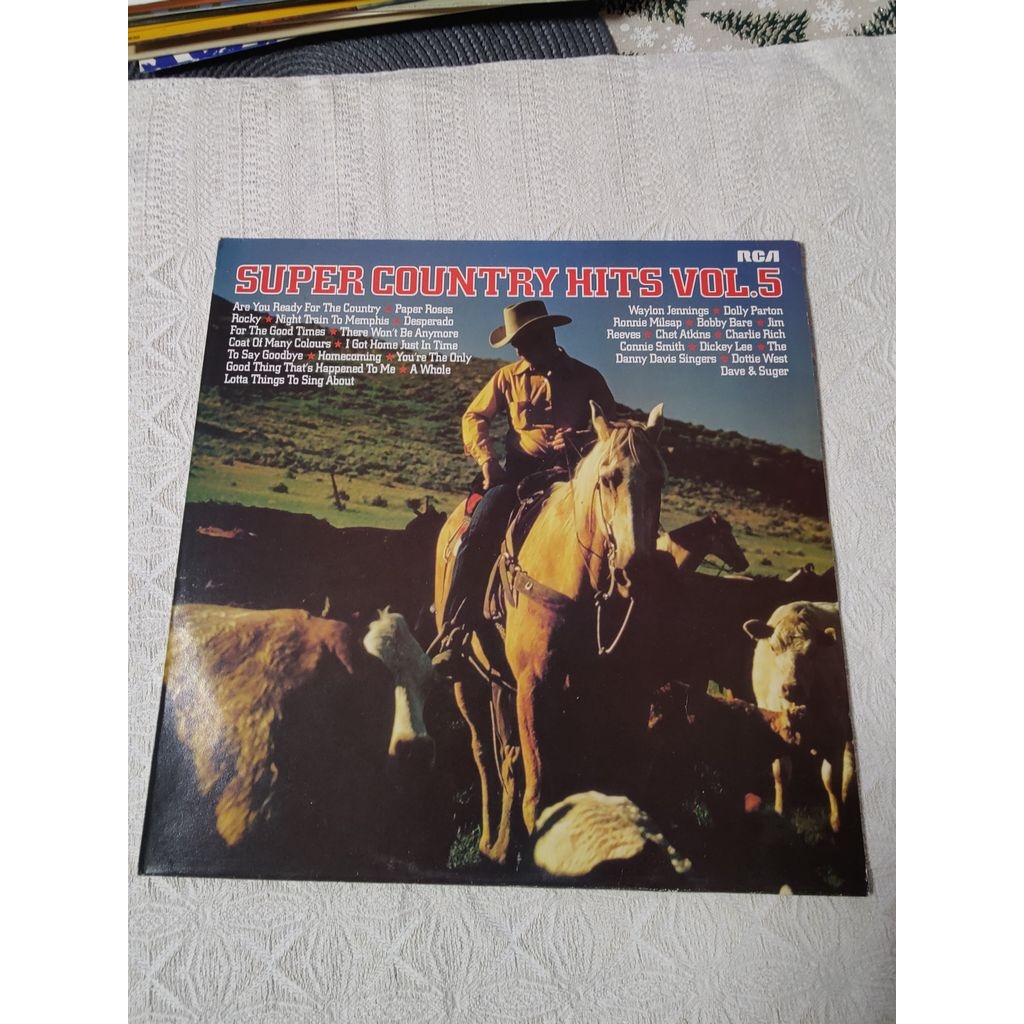 RCA
SUPER COUNTRY HITS VOL.5
Are You Ready For The Country ★ Paper Roses
Rocky ★ Night Train To Memphis ★ Desperado
For The Good Times ★ There Won't Be Anymore
Coat Of Many Colours ★ I Got Home Just In Time
To Say Goodbye ★ Homecoming ★ You're The Only
Good Thing That's Happened To Me ★ A Whole
Lotta Things To Sing About
Waylon Jennings ★ Dolly Parton
Ronnie Milsap ★ Bobby Bare ★ Jim
Reeves ★ Chet Atkins ★ Charlie Rich
Connie Smith ★ Dickey Lee ★ The
Danny Davis Singers ★ Dottie West
Dave & Suger